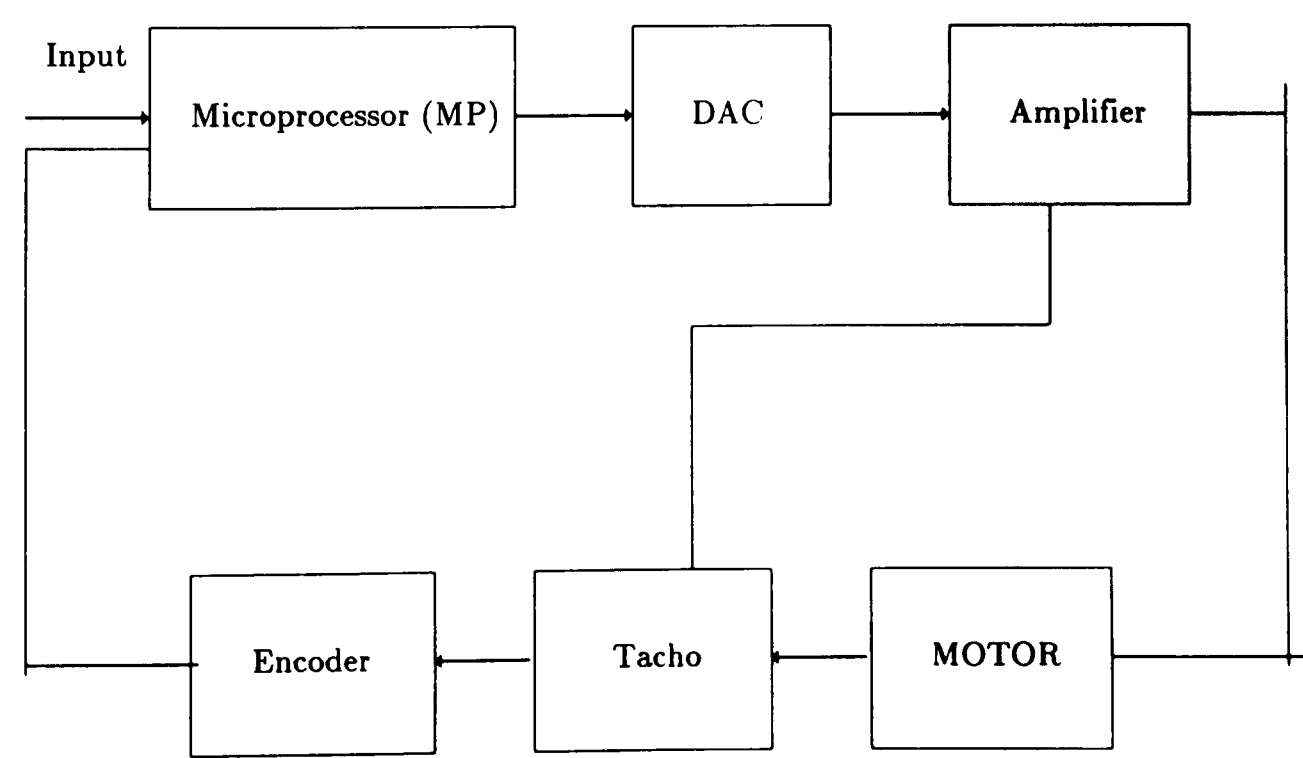 Input
Microprocessor (MP)
DAC
Amplifier
Encoder
Tacho
MOTOR